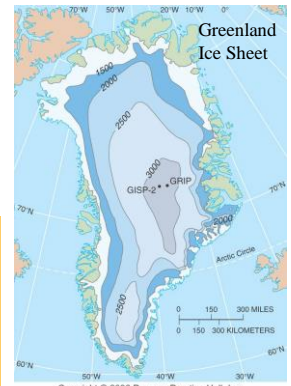 70°W 50°W 20°W 10°W 0°
Greenland
Ice Sheet
1500
2000
2500
3000
GRIP
GISP-2
70°N
70°N
2000
Arctic Circle
2500
0 150 300 MILES
0 150 300 KILOMETERS
60°N
60°N
50°W 40°W 30°W